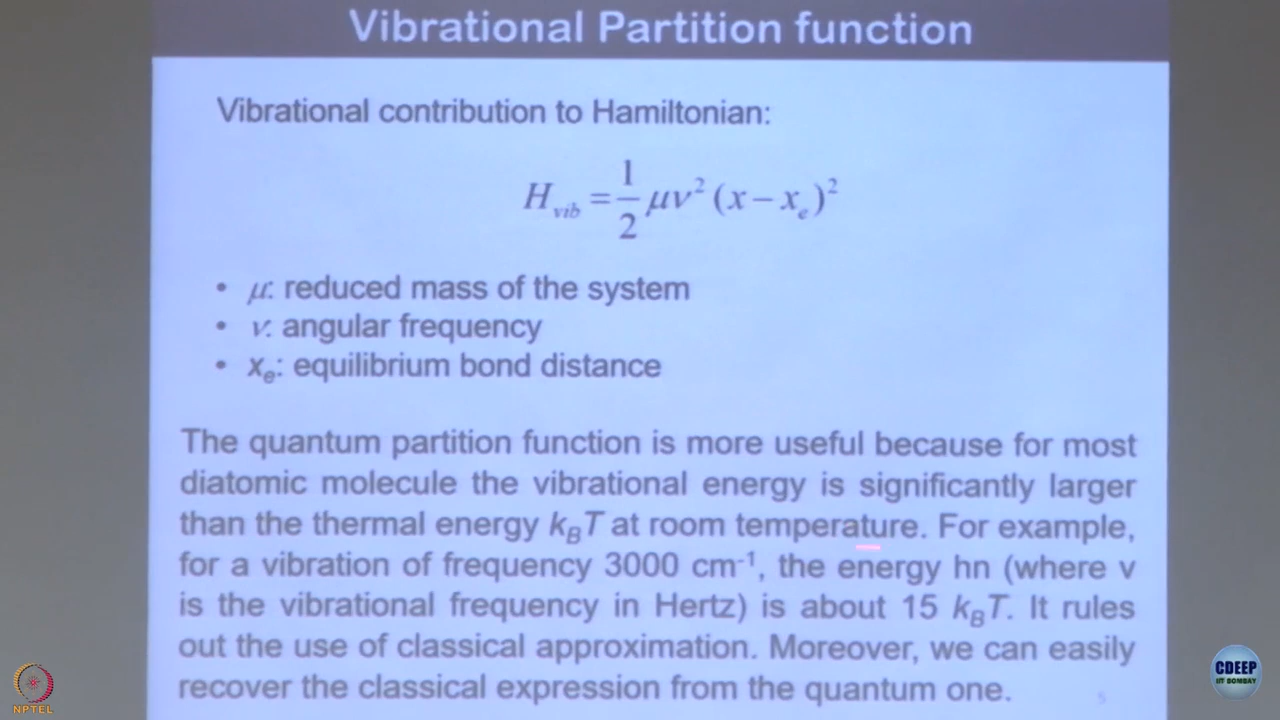 Vibrational Partition function
Vibrational contribution to Hamiltonian:
H_vib = 1/2 μν² (x − x_e)²
• μ: reduced mass of the system
• ν: angular frequency
• x_e: equilibrium bond distance
The quantum partition function is more useful because for most
diatomic molecule the vibrational energy is significantly larger
than the thermal energy k_BT at room temperature. For example,
for a vibration of frequency 3000 cm⁻¹, the energy hn (where v
is the vibrational frequency in Hertz) is about 15 k_BT. It rules
out the use of classical approximation. Moreover, we can easily
recover the classical expression from the quantum one.
5
NPTEL
CDEEP
IIT BOMBAY